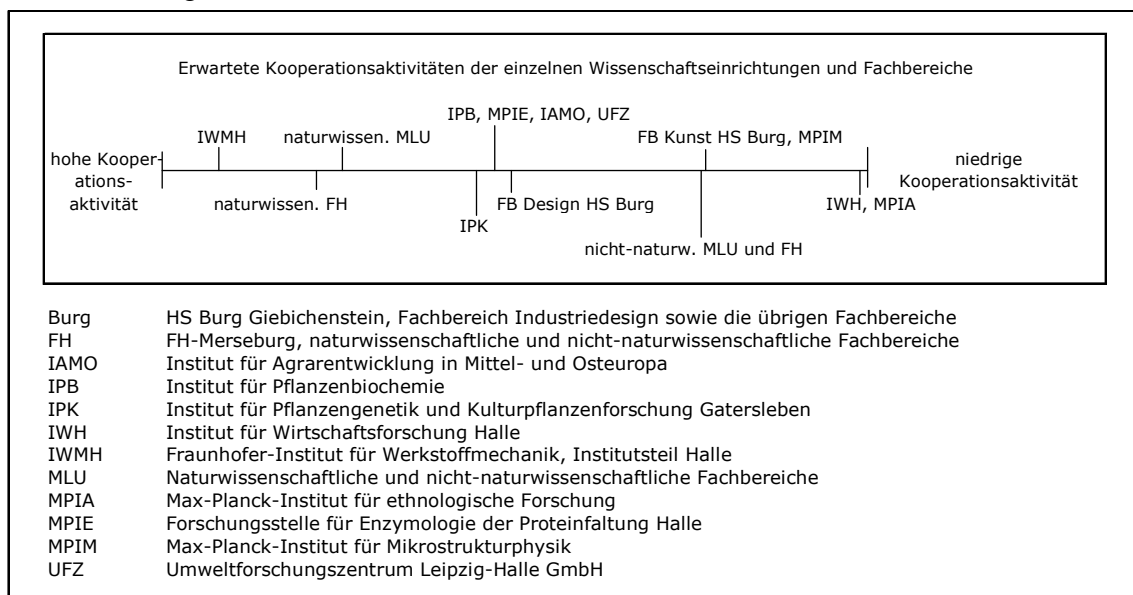 Erwartete Kooperationsaktivitäten der einzelnen Wissenschaftseinrichtungen und Fachbereiche
IPB, MPIE, IAMO, UFZ
IWMH
naturwissen. MLU
FB Kunst HS Burg, MPIM
hohe Kooper-
ations-
aktivität
niedrige
Kooperationsaktivität
naturwissen. FH
FB Design HS Burg
IWH, MPIA
IPK
nicht-naturw. MLU und FH
Burg HS Burg Giebichenstein, Fachbereich Industriedesign sowie die übrigen Fachbereiche
FH FH-Merseburg, naturwissenschaftliche und nicht-naturwissenschaftliche Fachbereiche
IAMO Institut für Agrarentwicklung in Mittel- und Osteuropa
IPB Institut für Pflanzenbiochemie
IPK Institut für Pflanzengenetik und Kulturpflanzenforschung Gatersleben
IWH Institut für Wirtschaftsforschung Halle
IWMH Fraunhofer-Institut für Werkstoffmechanik, Institutsteil Halle
MLU Naturwissenschaftliche und nicht-naturwissenschaftliche Fachbereiche
MPIA Max-Planck-Institut für ethnologische Forschung
MPIE Forschungsstelle für Enzymologie der Proteinfaltung Halle
MPIM Max-Planck-Institut für Mikrostrukturphysik
UFZ Umweltforschungszentrum Leipzig-Halle GmbH